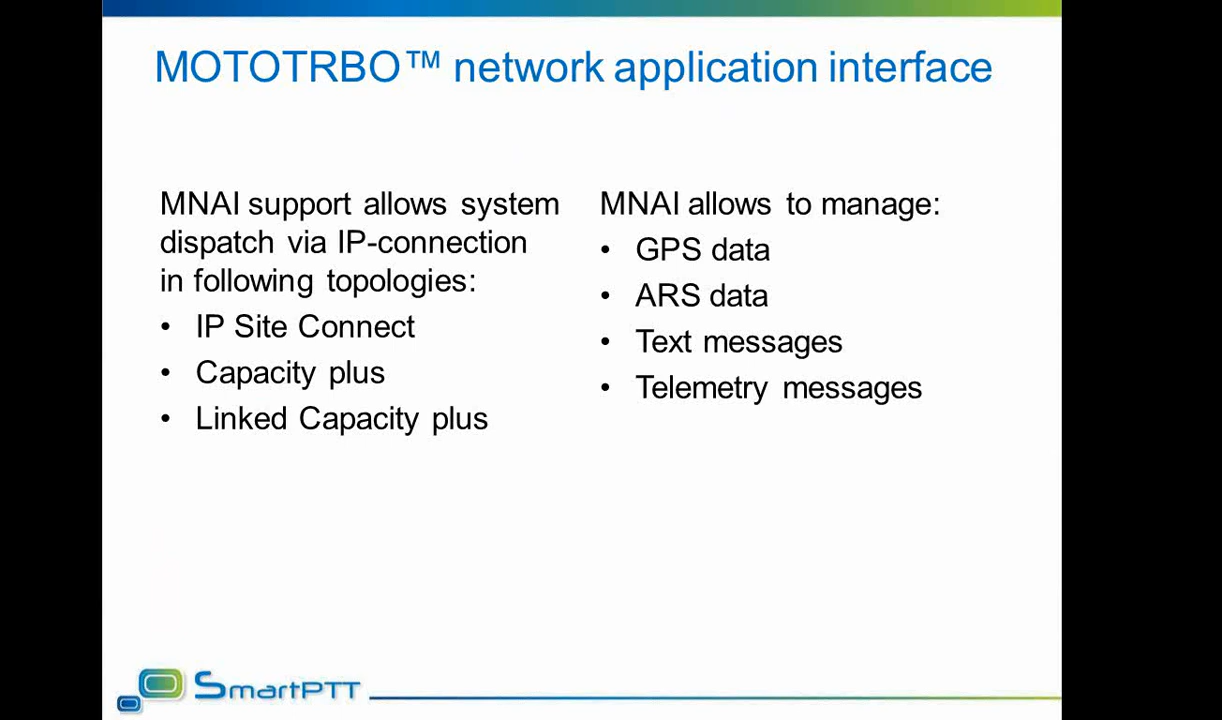 MOTOTRBO™ network application interface
MNAI support allows system
dispatch via IP-connection
in following topologies:
• IP Site Connect
• Capacity plus
• Linked Capacity plus
MNAI allows to manage:
• GPS data
• ARS data
• Text messages
• Telemetry messages
SmartPTT